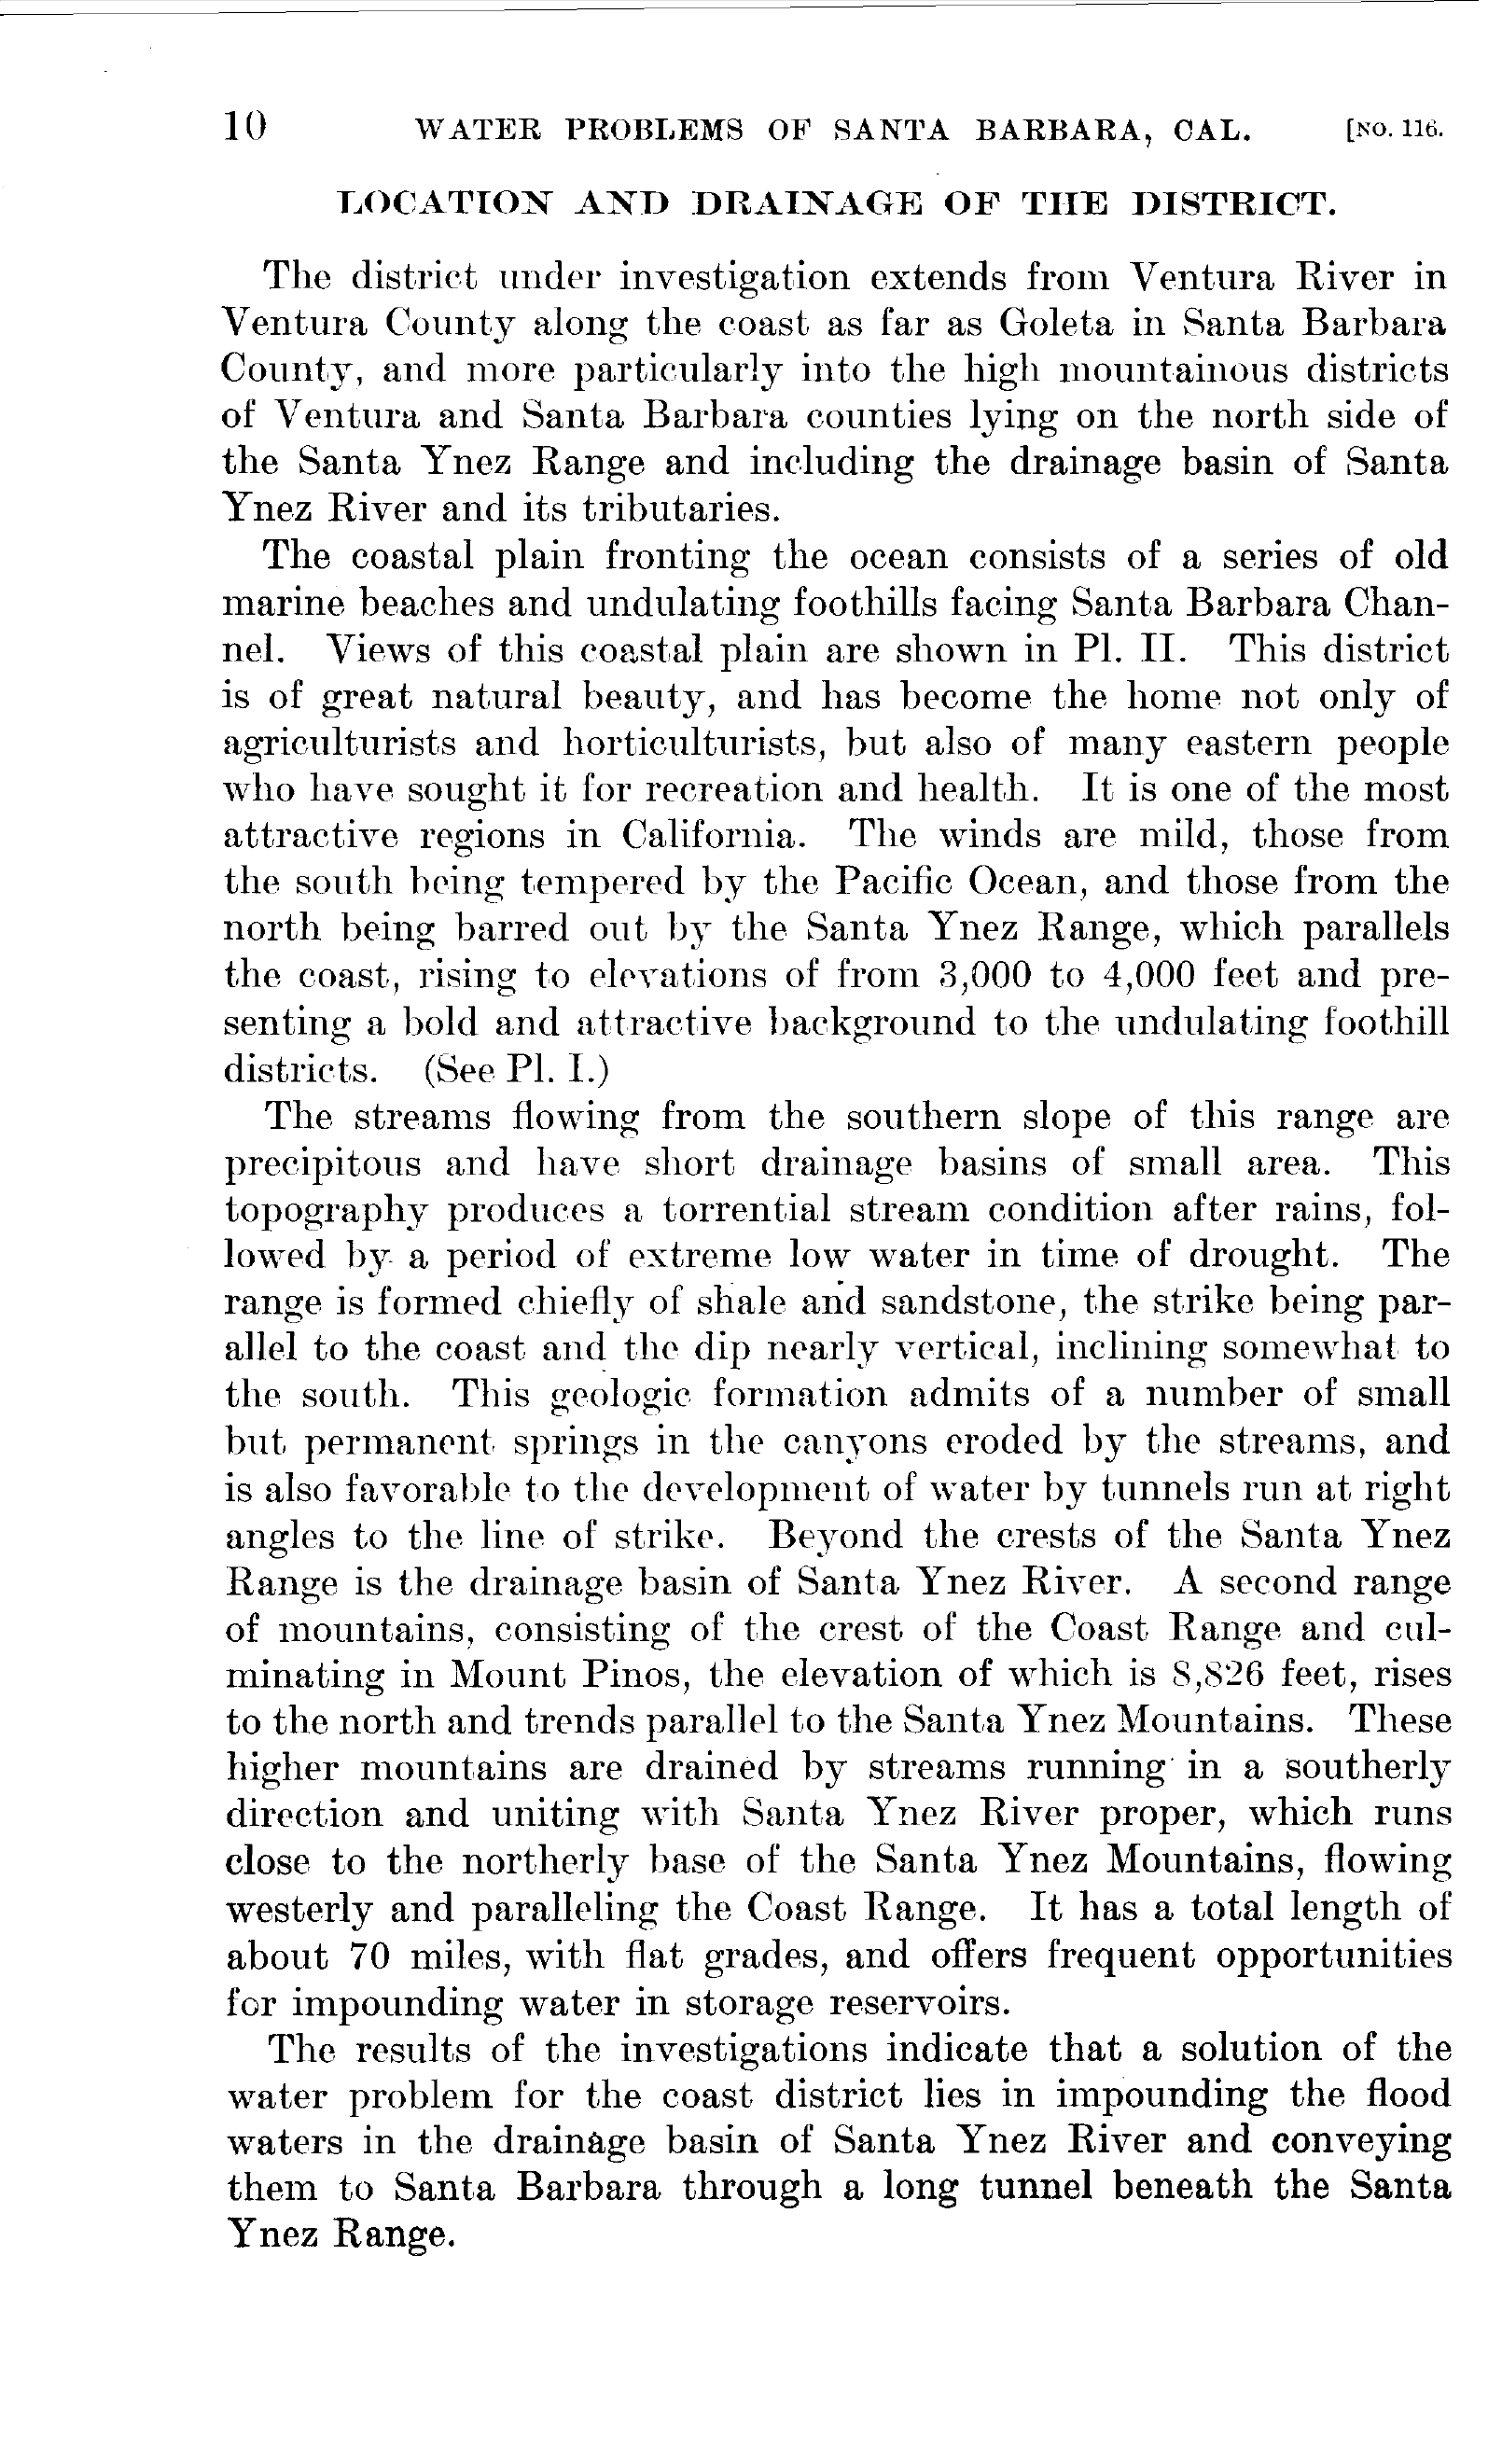 10 WATER PROBLEMS OF SANTA BARBARA, CAL. [NO. 116.
LOCATION AND DRAINAGE OF THE DISTRICT.
The district under investigation extends from Ventura River in
Ventura County along the coast as far as Goleta in Santa Barbara
County, and more particularly into the high mountainous districts
of Ventura and Santa Barbara counties lying on the north side of
the Santa Ynez Range and including the drainage basin of Santa
Ynez River and its tributaries.
The coastal plain fronting the ocean consists of a series of old
marine beaches and undulating foothills facing Santa Barbara Chan-
nel. Views of this coastal plain are shown in Pl. II. This district
is of great natural beauty, and has become the home not only of
agriculturists and horticulturists, but also of many eastern people
who have sought it for recreation and health. It is one of the most
attractive regions in California. The winds are mild, those from
the south being tempered by the Pacific Ocean, and those from the
north being barred out by the Santa Ynez Range, which parallels
the coast, rising to elevations of from 3,000 to 4,000 feet and pre-
senting a bold and attractive background to the undulating foothill
districts. (See Pl. I.)
The streams flowing from the southern slope of this range are
precipitous and have short drainage basins of small area. This
topography produces a torrential stream condition after rains, fol-
lowed by a period of extreme low water in time of drought. The
range is formed chiefly of shale and sandstone, the strike being par-
allel to the coast and the dip nearly vertical, inclining somewhat to
the south. This geologic formation admits of a number of small
but permanent springs in the canyons eroded by the streams, and
is also favorable to the development of water by tunnels run at right
angles to the line of strike. Beyond the crests of the Santa Ynez
Range is the drainage basin of Santa Ynez River. A second range
of mountains, consisting of the crest of the Coast Range and cul-
minating in Mount Pinos, the elevation of which is 8,826 feet, rises
to the north and trends parallel to the Santa Ynez Mountains. These
higher mountains are drained by streams running in a southerly
direction and uniting with Santa Ynez River proper, which runs
close to the northerly base of the Santa Ynez Mountains, flowing
westerly and paralleling the Coast Range. It has a total length of
about 70 miles, with flat grades, and offers frequent opportunities
for impounding water in storage reservoirs.
The results of the investigations indicate that a solution of the
water problem for the coast district lies in impounding the flood
waters in the drainage basin of Santa Ynez River and conveying
them to Santa Barbara through a long tunnel beneath the Santa
Ynez Range.